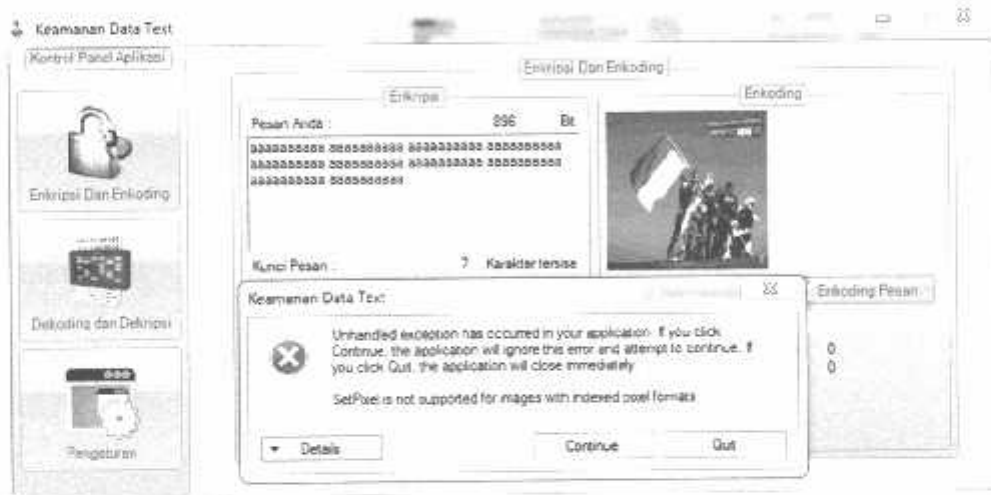 Keamanan Data Text
Kontrol Panel Aplikasi
Enkripsi Dan Enkoding
Dekoding dan Dekripsi
Pengaturan
Enkripsi Dan Enkoding
Enkripsi
Pesan Anda :
896 Bit
aaaaaaaaaa aaaaaaaaaa aaaaaaaaaa aaaaaaaaaa
aaaaaaaaaa aaaaaaaaaa aaaaaaaaaa aaaaaaaaaa
aaaaaaaaaa aaaaaaaaaa
Kunci Pesan :
7 Karakter tersisa
Enkoding
Enkoding Pesan
0
0
Keamanan Data Text
Unhandled exception has occurred in your application. If you click
Continue, the application will ignore this error and attempt to continue. If
you click Quit, the application will close immediately.
SetPixel is not supported for images with indexed pixel formats.
Details
Continue
Quit